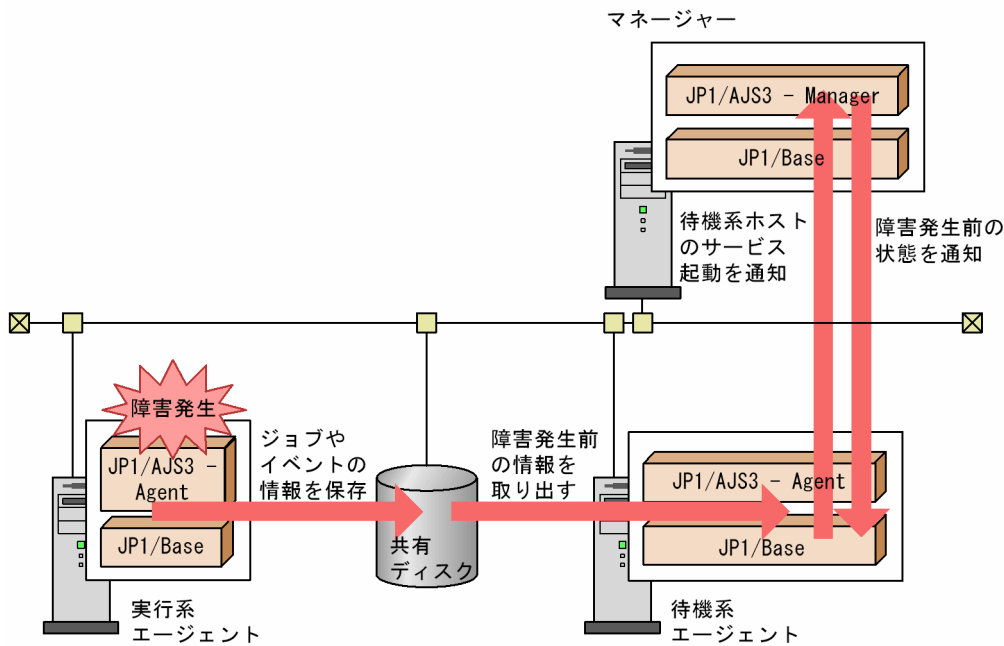 マネージャー
JP1/AJS3 - Manager
JP1/Base
待機系ホスト
のサービス
起動を通知
障害発生前の
状態を通知
障害発生
JP1/AJS3 -
Agent
JP1/Base
ジョブや
イベントの
情報を保存
共有
ディスク
障害発生前
の情報を
取り出す
JP1/AJS3 - Agent
JP1/Base
実行系
エージェント
待機系
エージェント